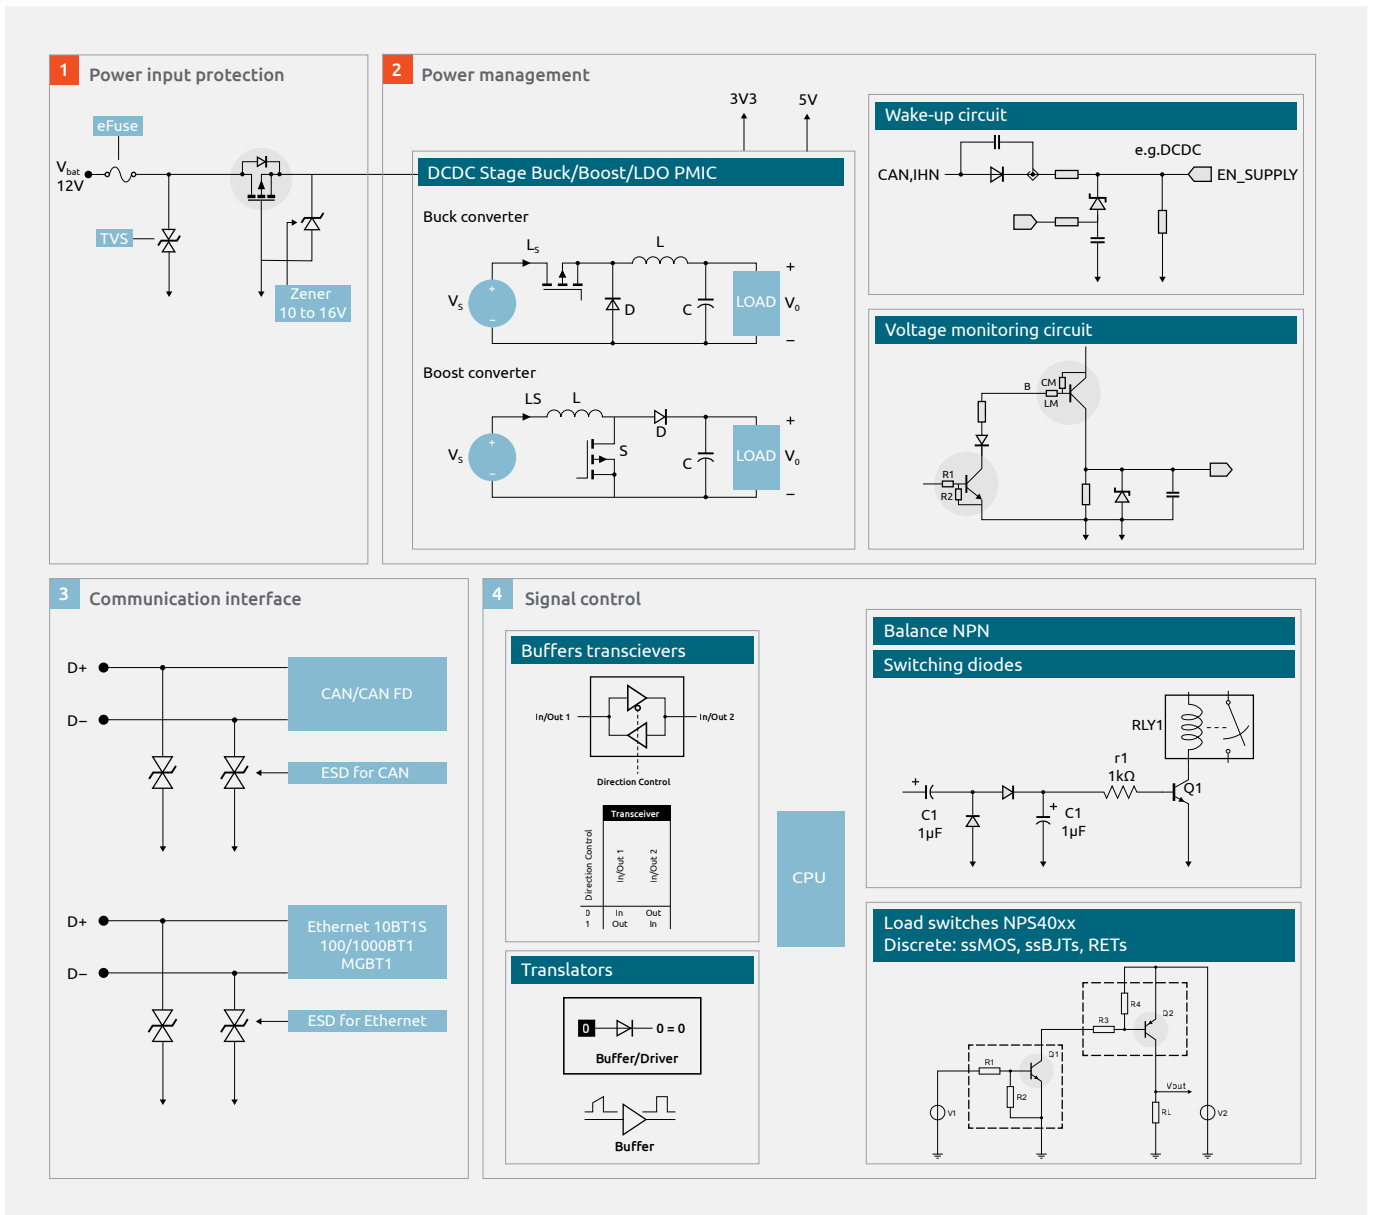 1 Power input protection
eFuse
Vbat
12V
TVS
Zener
10 to 16V
2 Power management
3V3 5V
DCDC Stage Buck/Boost/LDO PMIC
Buck converter
LS L
VS + − D C LOAD + V0 −
Boost converter
LS L
VS + − S D C LOAD + V0 −
Wake-up circuit
e.g.DCDC
CAN,IHN EN_SUPPLY
Voltage monitoring circuit
B CM
LM
R1
R2
3 Communication interface
D+
CAN/CAN FD
D−
ESD for CAN
D+
Ethernet 10BT1S
100/1000BT1
MGBT1
D−
ESD for Ethernet
4 Signal control
Buffers transcievers
In/Out 1 In/Out 2
Direction Control
Transceiver
Direction Control In/Out 1 In/Out 2
0 In Out
1 Out In
Translators
0 0 = 0
Buffer/Driver
Buffer
CPU
Balance NPN
Switching diodes
RLY1
r1
1kΩ
Q1
+ C1
1µF
+ C1
1µF
Load switches NPS40xx
Discrete: ssMOS, ssBJTs, RETs
R4
R3 Q2
Q1
R1
R2
Vout
V1 RL V2